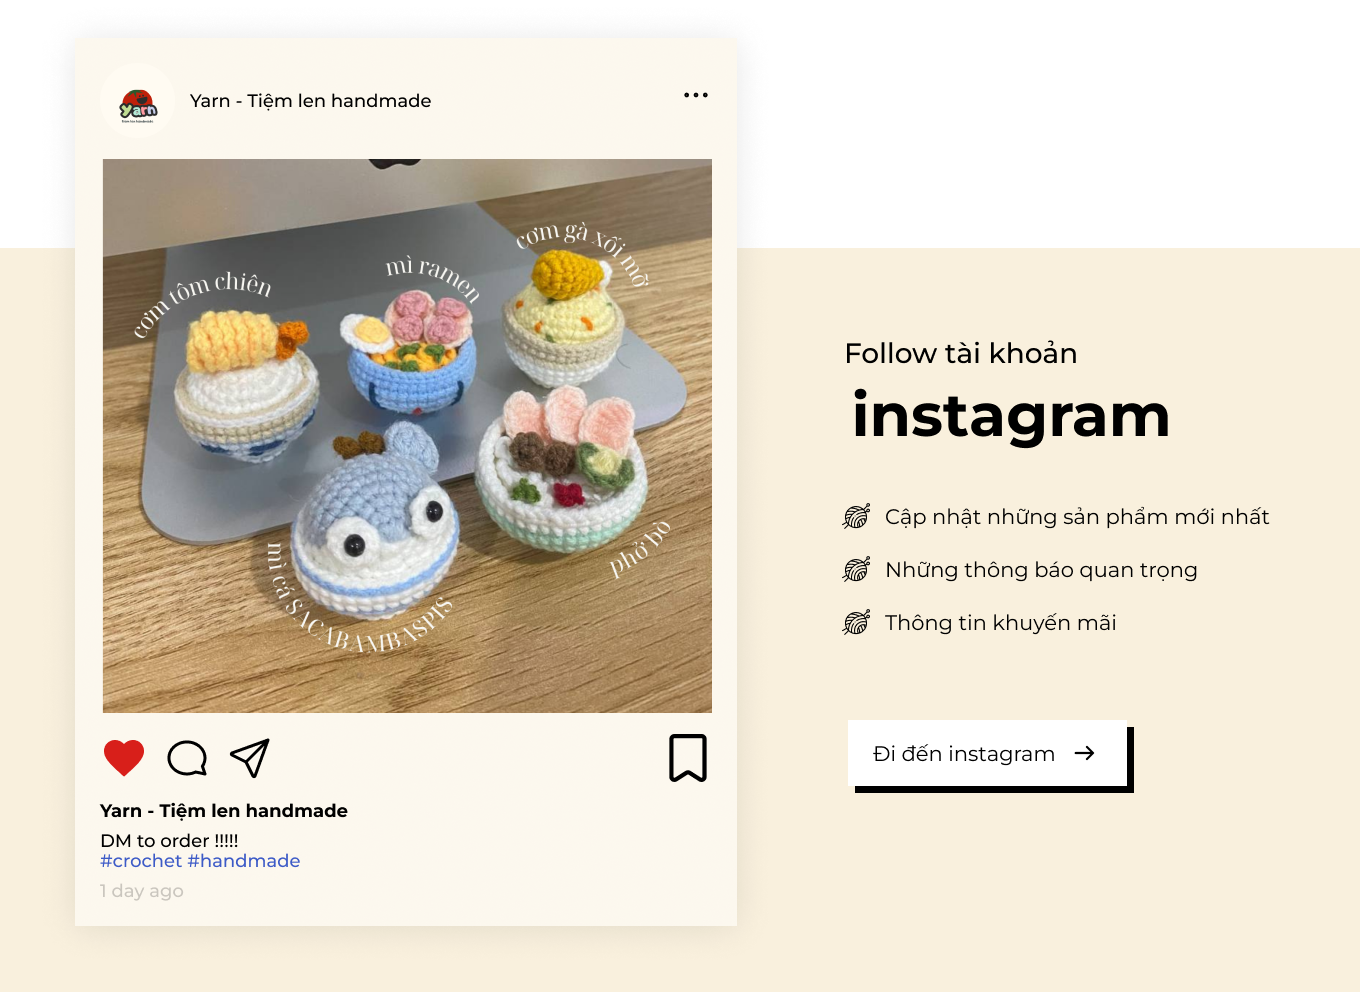 yarn
Yarn - Tiệm len handmade
cơm tôm chiên
mì ramen
cơm gà xối mỡ
mì cá SACABAMBASPIS
phở bò
Yarn - Tiệm len handmade
DM to order !!!!!
#crochet #handmade
1 day ago
Follow tài khoản
instagram
Cập nhật những sản phẩm mới nhất
Những thông báo quan trọng
Thông tin khuyến mãi
Đi đến instagram